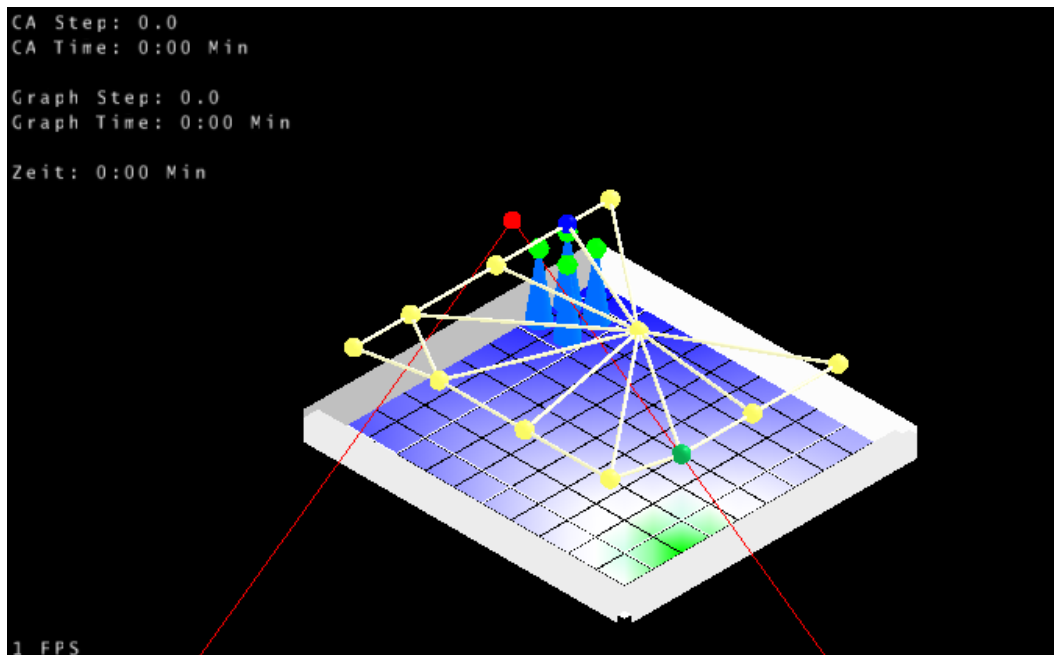 CA Step: 0.0
CA Time: 0:00 Min
Graph Step: 0.0
Graph Time: 0:00 Min
Zeit: 0:00 Min
1 FPS